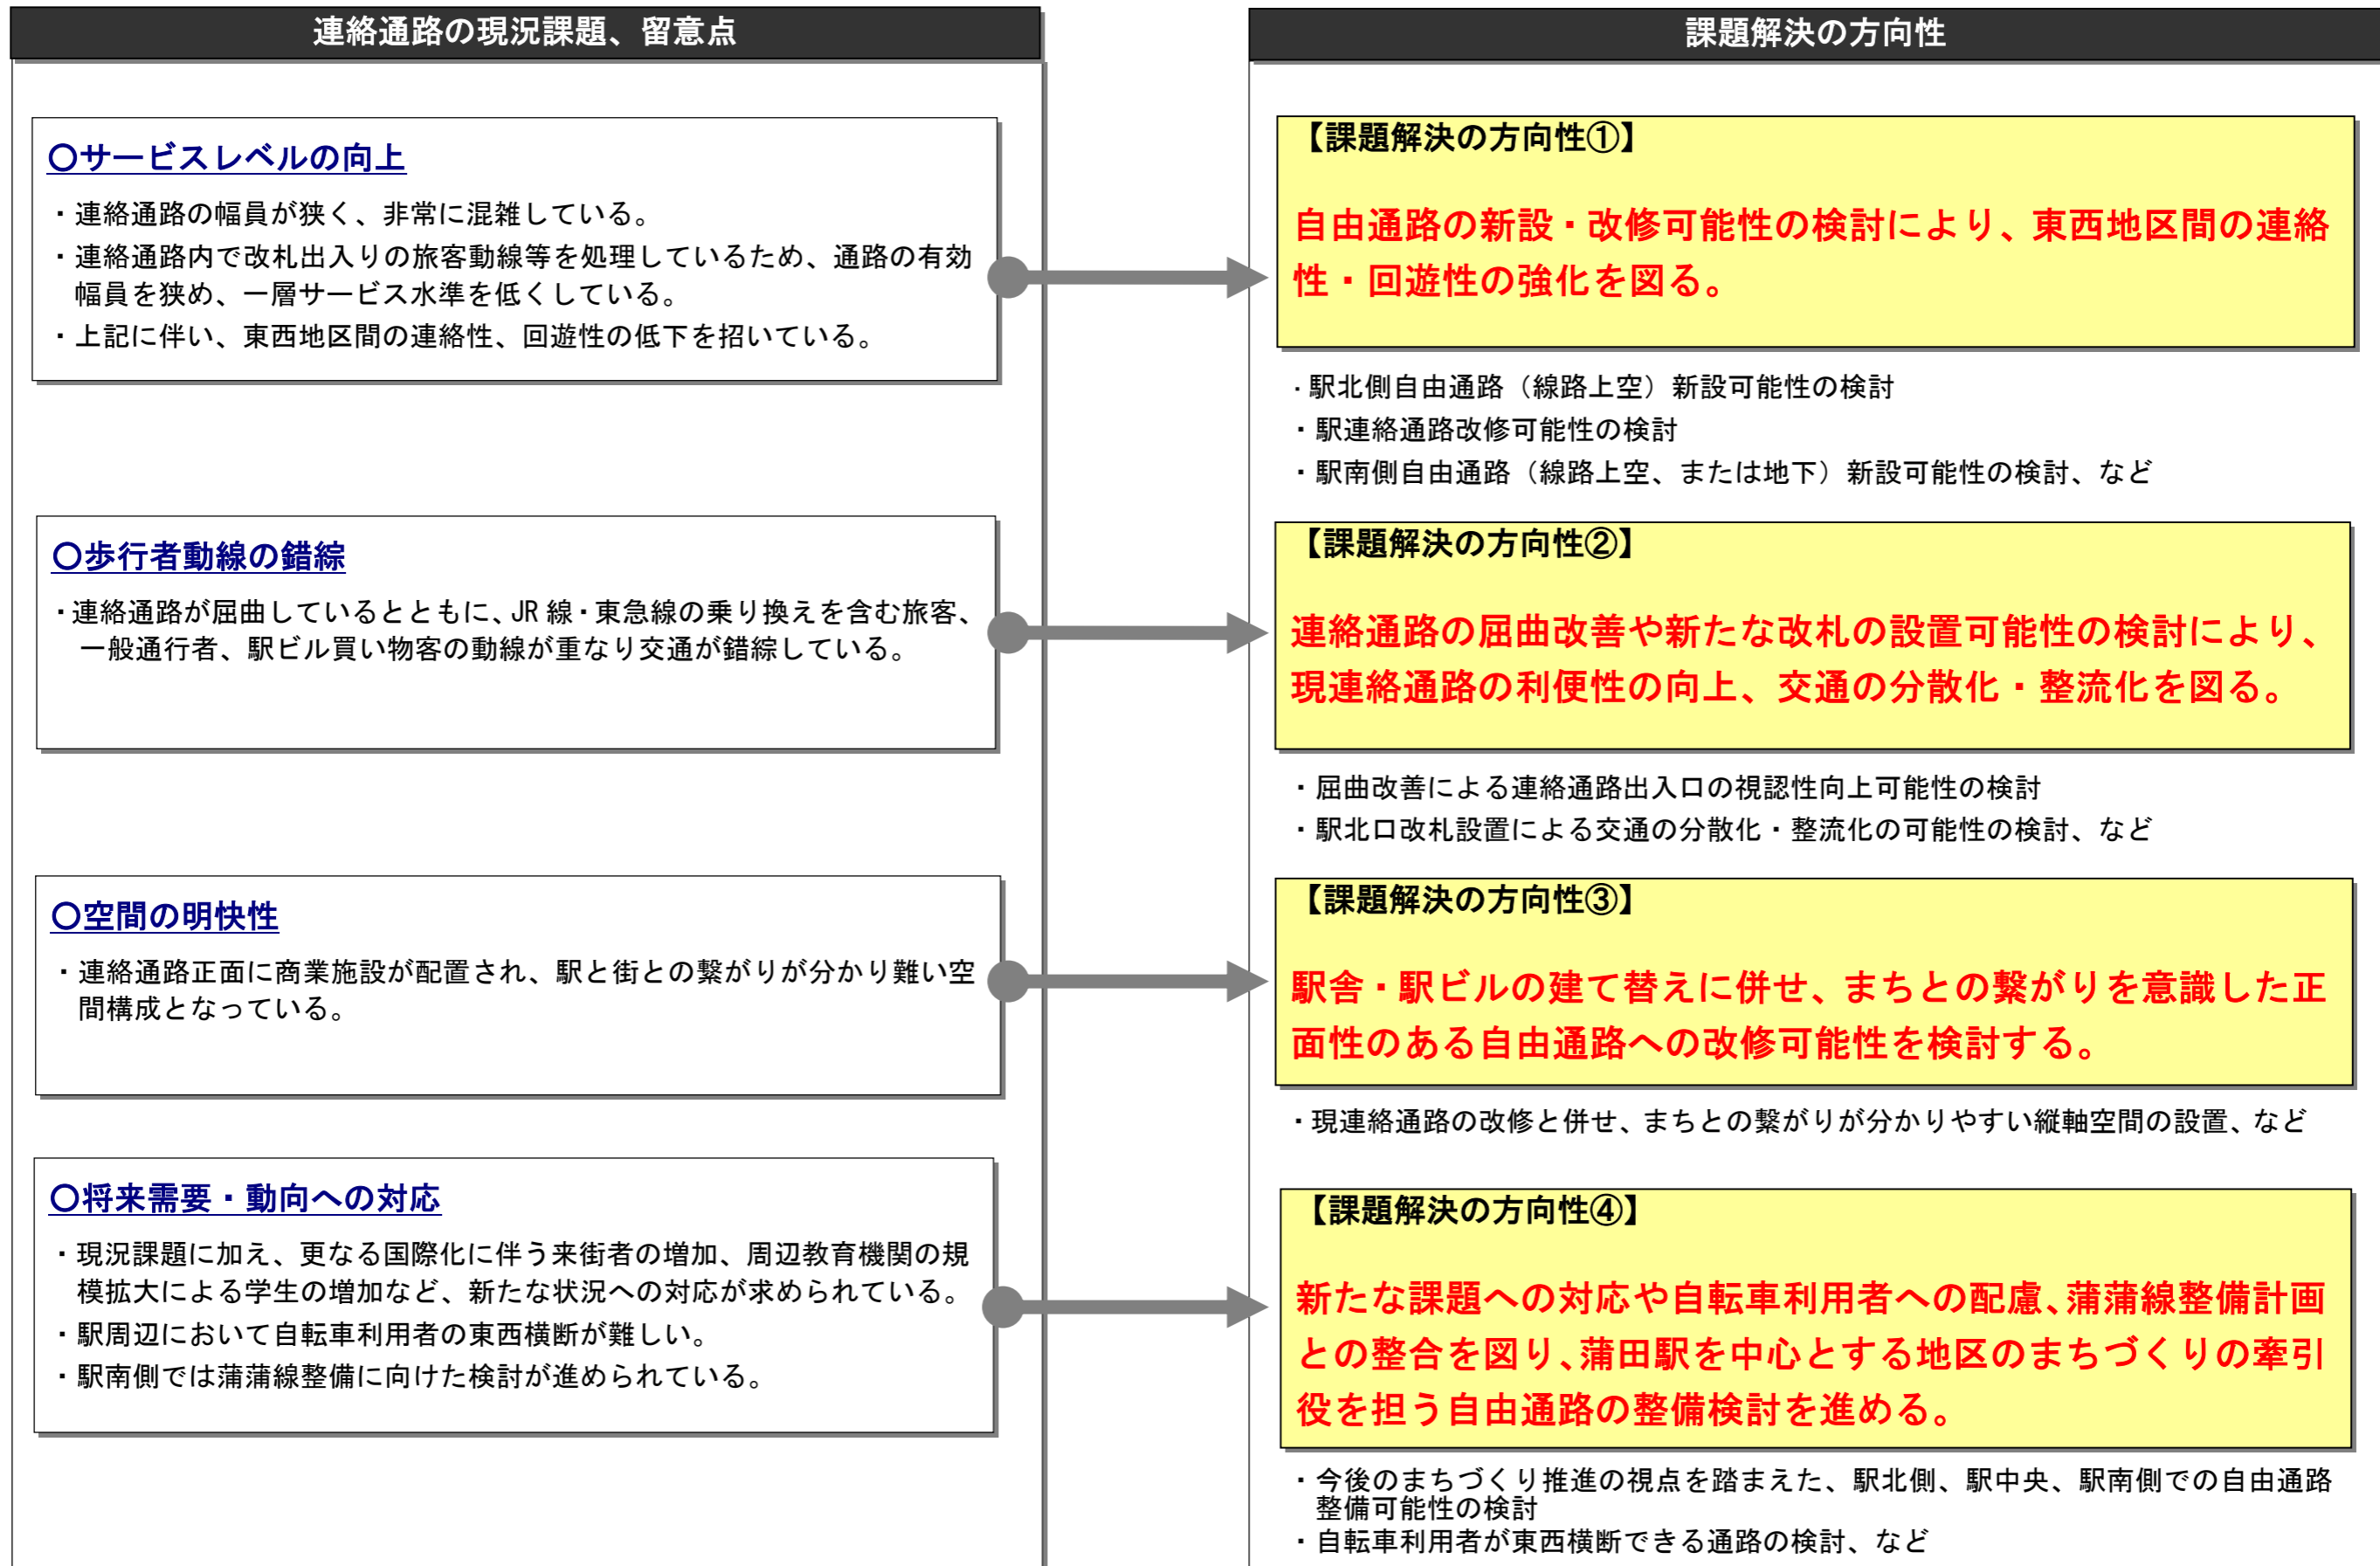 連絡通路の現況課題、留意点
○サービスレベルの向上
・連絡通路の幅員が狭く、非常に混雑している。
・連絡通路内で改札出入りの旅客動線等を処理しているため、通路の有効
幅員を狭め、一層サービス水準を低くしている。
・上記に伴い、東西地区間の連絡性、回遊性の低下を招いている。
○歩行者動線の錯綜
・連絡通路が屈曲しているとともに、JR 線・東急線の乗り換えを含む旅客、
一般通行者、駅ビル買い物客の動線が重なり交通が錯綜している。
○空間の明快性
・連絡通路正面に商業施設が配置され、駅と街との繋がりが分かり難い空
間構成となっている。
○将来需要・動向への対応
・現況課題に加え、更なる国際化に伴う来街者の増加、周辺教育機関の規
模拡大による学生の増加など、新たな状況への対応が求められている。
・駅周辺において自転車利用者の東西横断が難しい。
・駅南側では蒲蒲線整備に向けた検討が進められている。
課題解決の方向性
【課題解決の方向性①】
自由通路の新設・改修可能性の検討により、東西地区間の連絡
性・回遊性の強化を図る。
・駅北側自由通路（線路上空）新設可能性の検討
・駅連絡通路改修可能性の検討
・駅南側自由通路（線路上空、または地下）新設可能性の検討、など
【課題解決の方向性②】
連絡通路の屈曲改善や新たな改札の設置可能性の検討により、
現連絡通路の利便性の向上、交通の分散化・整流化を図る。
・屈曲改善による連絡通路出入口の視認性向上可能性の検討
・駅北口改札設置による交通の分散化・整流化の可能性の検討、など
【課題解決の方向性③】
駅舎・駅ビルの建て替えに併せ、まちとの繋がりを意識した正
面性のある自由通路への改修可能性を検討する。
・現連絡通路の改修と併せ、まちとの繋がりが分かりやすい縦軸空間の設置、など
【課題解決の方向性④】
新たな課題への対応や自転車利用者への配慮、蒲蒲線整備計画
との整合を図り、蒲田駅を中心とする地区のまちづくりの牽引
役を担う自由通路の整備検討を進める。
・今後のまちづくり推進の視点を踏まえた、駅北側、駅中央、駅南側での自由通路
整備可能性の検討
・自転車利用者が東西横断できる通路の検討、など